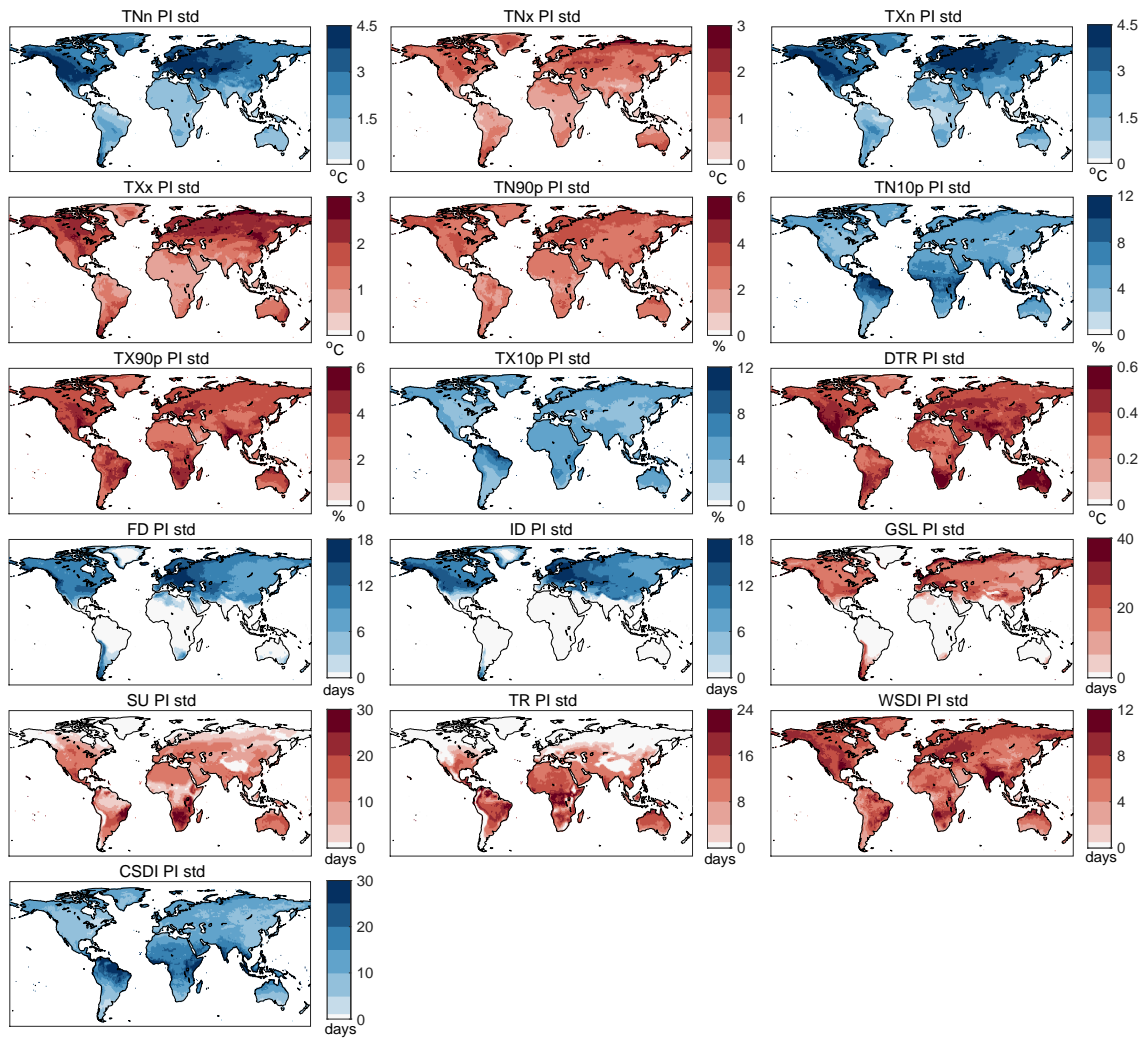 TNn PI std
4.5
3
1.5
0
°C
TNx PI std
3
2
1
0
°C
TXn PI std
4.5
3
1.5
0
°C
TXx PI std
3
2
1
0
°C
TN90p PI std
6
4
2
0
%
TN10p PI std
12
8
4
0
%
TX90p PI std
6
4
2
0
%
TX10p PI std
12
8
4
0
%
DTR PI std
0.6
0.4
0.2
0
°C
FD PI std
18
12
6
0
days
ID PI std
18
12
6
0
days
GSL PI std
40
20
10
0
days
SU PI std
30
20
10
0
days
TR PI std
24
16
8
0
days
WSDI PI std
12
8
4
0
days
CSDI PI std
30
20
10
0
days